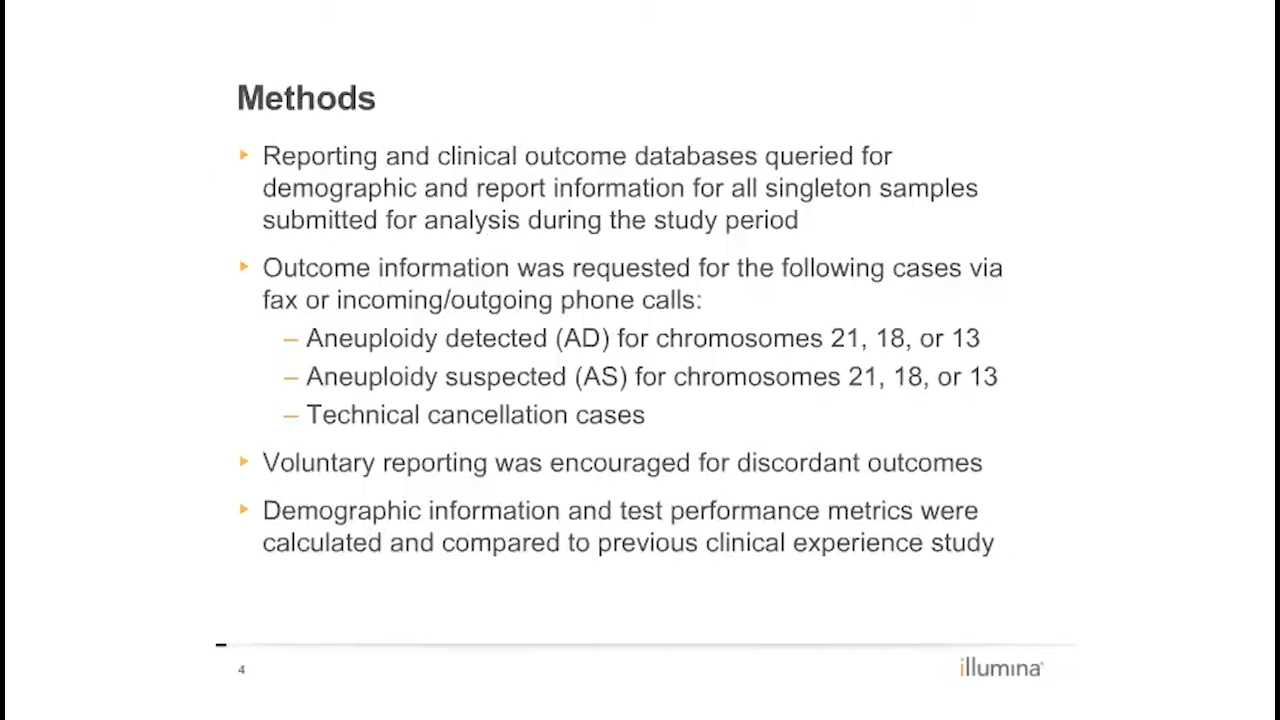 Methods
Reporting and clinical outcome databases queried for
demographic and report information for all singleton samples
submitted for analysis during the study period
Outcome information was requested for the following cases via
fax or incoming/outgoing phone calls:
– Aneuploidy detected (AD) for chromosomes 21, 18, or 13
– Aneuploidy suspected (AS) for chromosomes 21, 18, or 13
– Technical cancellation cases
Voluntary reporting was encouraged for discordant outcomes
Demographic information and test performance metrics were
calculated and compared to previous clinical experience study
4
illumina®